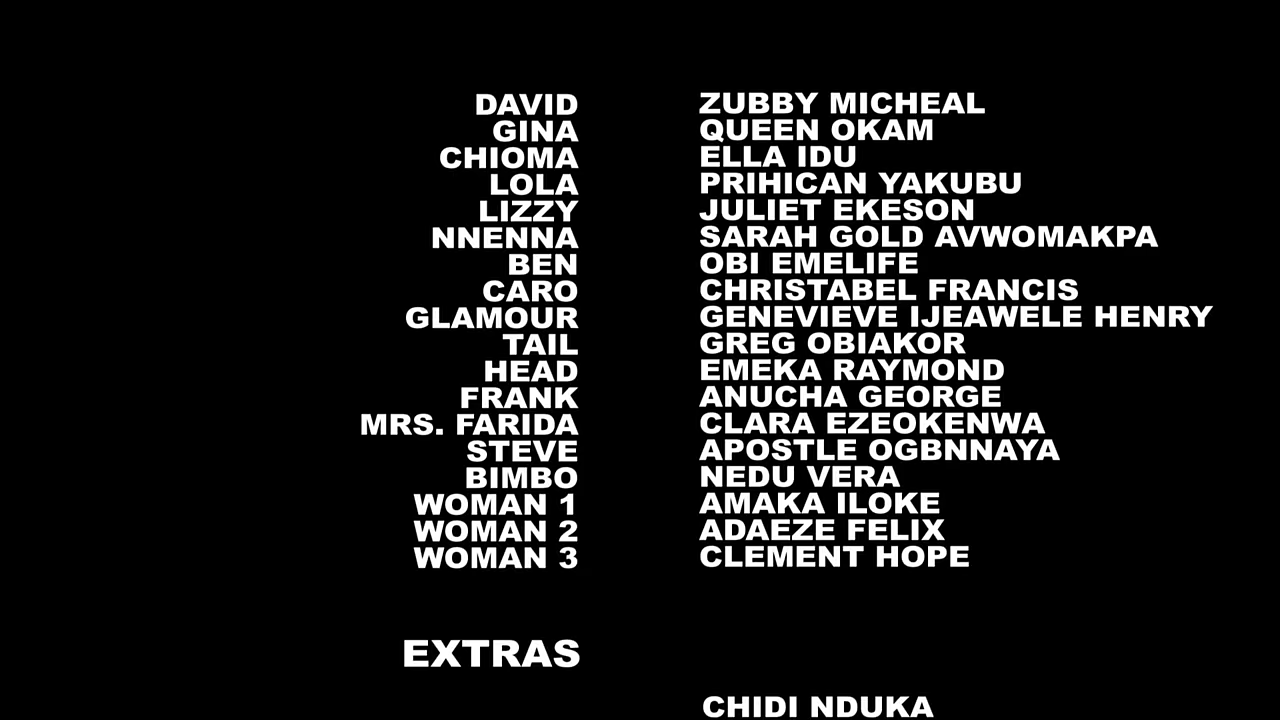 DAVID ZUBBY MICHEAL
GINA QUEEN OKAM
CHIOMA ELLA IDU
LOLA PRIHICAN YAKUBU
LIZZY JULIET EKESON
NNENNA SARAH GOLD AVWOMAKPA
BEN OBI EMELIFE
CARO CHRISTABEL FRANCIS
GLAMOUR GENEVIEVE IJEAWELE HENRY
TAIL GREG OBIAKOR
HEAD EMEKA RAYMOND
FRANK ANUCHA GEORGE
MRS. FARIDA CLARA EZEOKENWA
STEVE APOSTLE OGBNNAYA
BIMBO NEDU VERA
WOMAN 1 AMAKA ILOKE
WOMAN 2 ADAEZE FELIX
WOMAN 3 CLEMENT HOPE
EXTRAS
CHIDI NDUKA